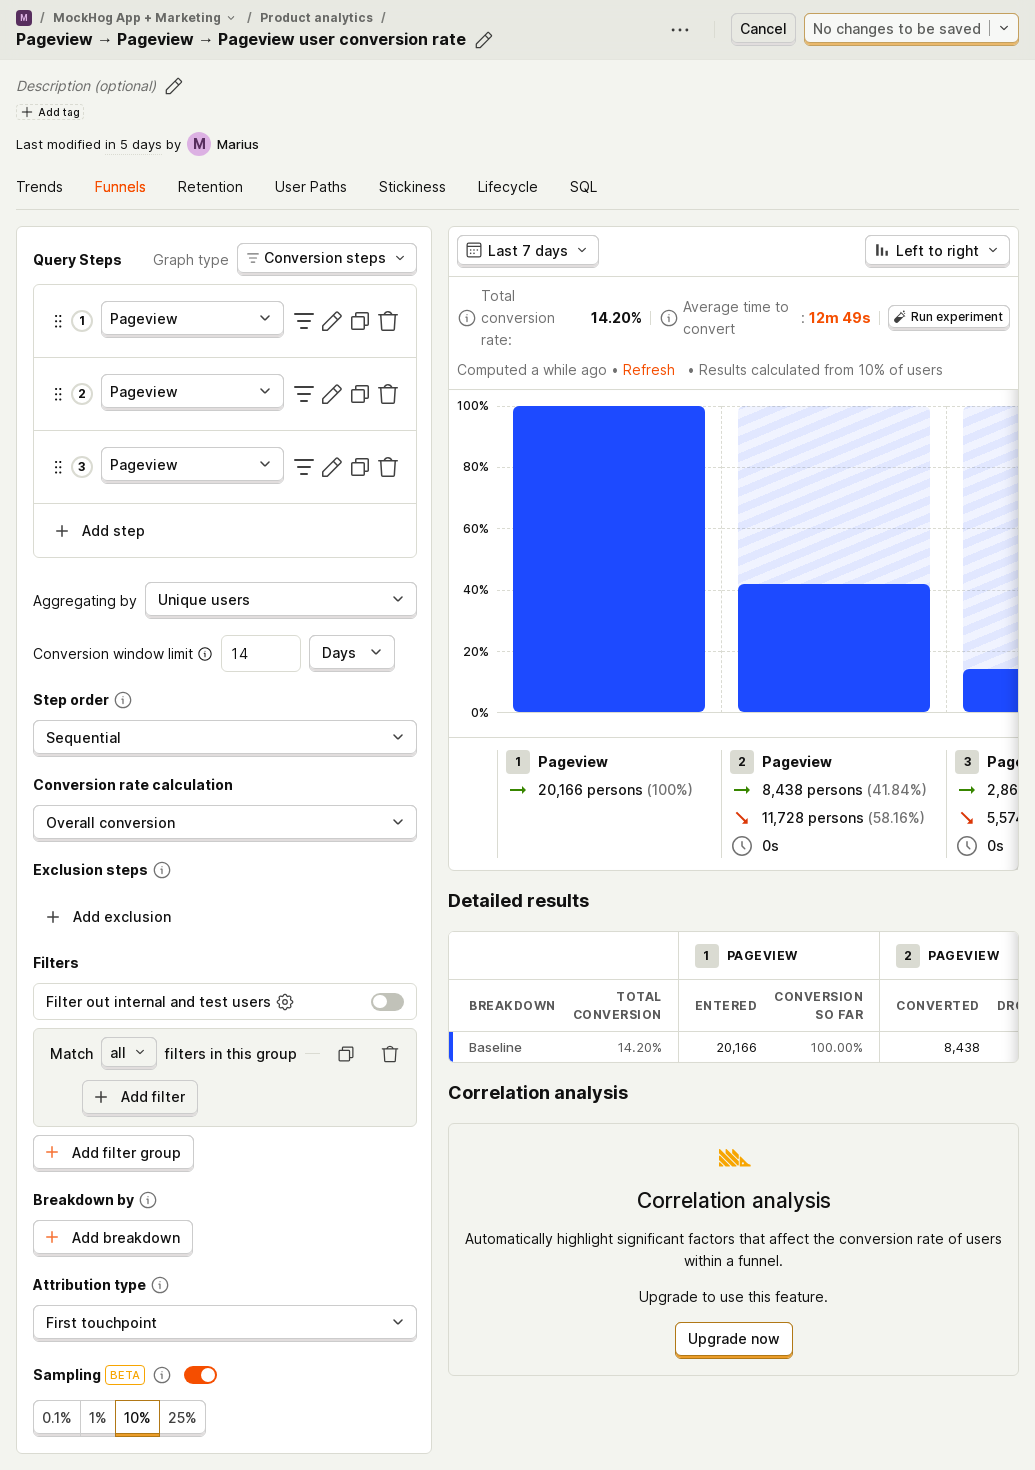 M / MockHog App + Marketing / Product analytics /
Pageview → Pageview → Pageview user conversion rate
Cancel
No changes to be saved
Description (optional)
Add tag
Last modified in 5 days by M Marius
Trends Funnels Retention User Paths Stickiness Lifecycle SQL
Query Steps Graph type Conversion steps
1 Pageview
2 Pageview
3 Pageview
Add step
Aggregating by Unique users
Conversion window limit 14 Days
Step order
Sequential
Conversion rate calculation
Overall conversion
Exclusion steps
Add exclusion
Filters
Filter out internal and test users
Match all filters in this group
Add filter
Add filter group
Breakdown by
Add breakdown
Attribution type
First touchpoint
Sampling BETA
0.1% 1% 10% 25%
Last 7 days Left to right
Total
conversion
rate:
14.20%
Average time to
convert
: 12m 49s
Run experiment
Computed a while ago • Refresh • Results calculated from 10% of users
100%
80%
60%
40%
20%
0%
1 Pageview
20,166 persons (100%)
2 Pageview
8,438 persons (41.84%)
11,728 persons (58.16%)
0s
3 Page
2,86
5,574
0s
Detailed results
1 PAGEVIEW 2 PAGEVIEW
BREAKDOWN
TOTAL
CONVERSION
ENTERED
CONVERSION
SO FAR
CONVERTED
DRO
Baseline 14.20% 20,166 100.00% 8,438
Correlation analysis
Correlation analysis
Automatically highlight significant factors that affect the conversion rate of users
within a funnel.
Upgrade to use this feature.
Upgrade now